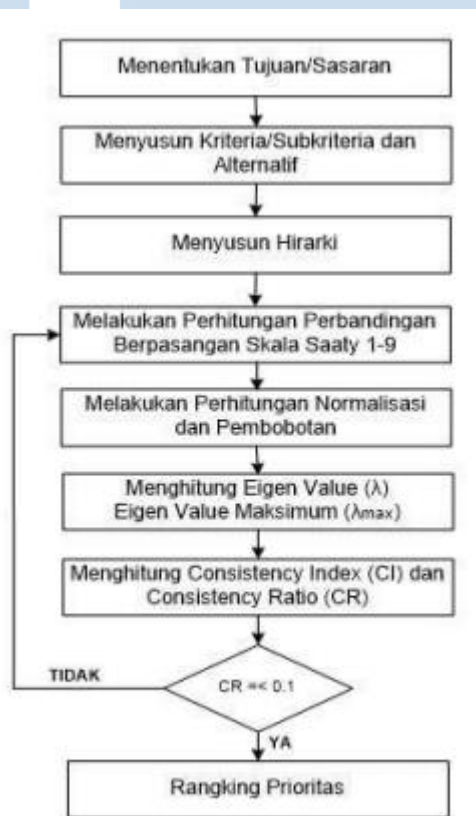 Menentukan Tujuan/Sasaran
Menyusun Kriteria/Subkriteria dan
Alternatif
Menyusun Hirarki
Melakukan Perhitungan Perbandingan
Berpasangan Skala Saaty 1-9
Melakukan Perhitungan Normalisasi
dan Pembobotan
Menghitung Eigen Value (λ)
Eigen Value Maksimum (λmax)
Menghitung Consistency Index (CI) dan
Consistency Ratio (CR)
TIDAK
CR =< 0.1
YA
Rangking Prioritas